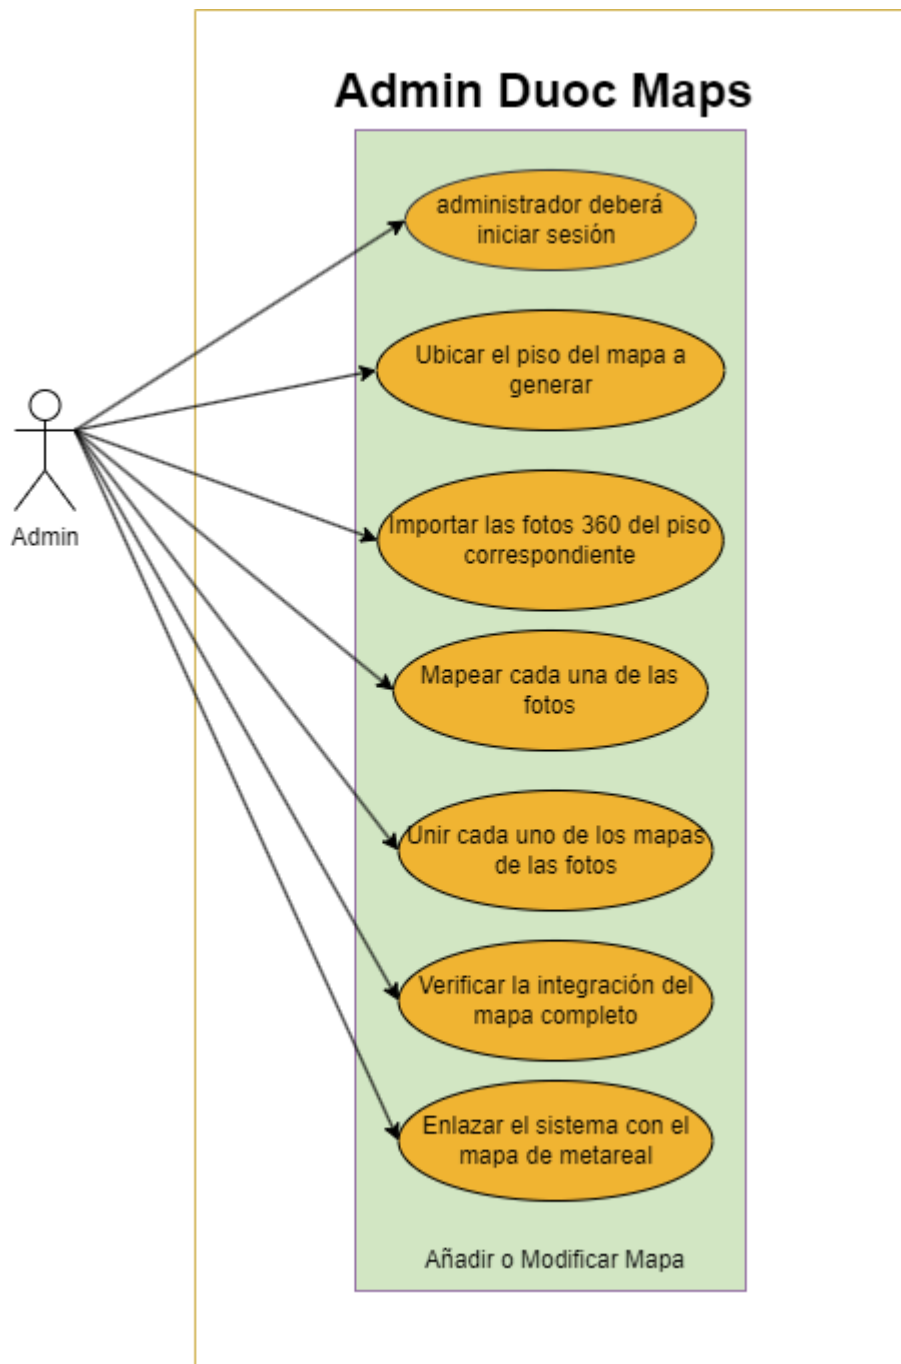 Admin Duoc Maps
administrador deberá
iniciar sesión
Ubicar el piso del mapa a
generar
Importar las fotos 360 del piso
correspondiente
Admin
Mapear cada una de las
fotos
Unir cada uno de los mapas
de las fotos
Verificar la integración del
mapa completo
Enlazar el sistema con el
mapa de metareal
Añadir o Modificar Mapa